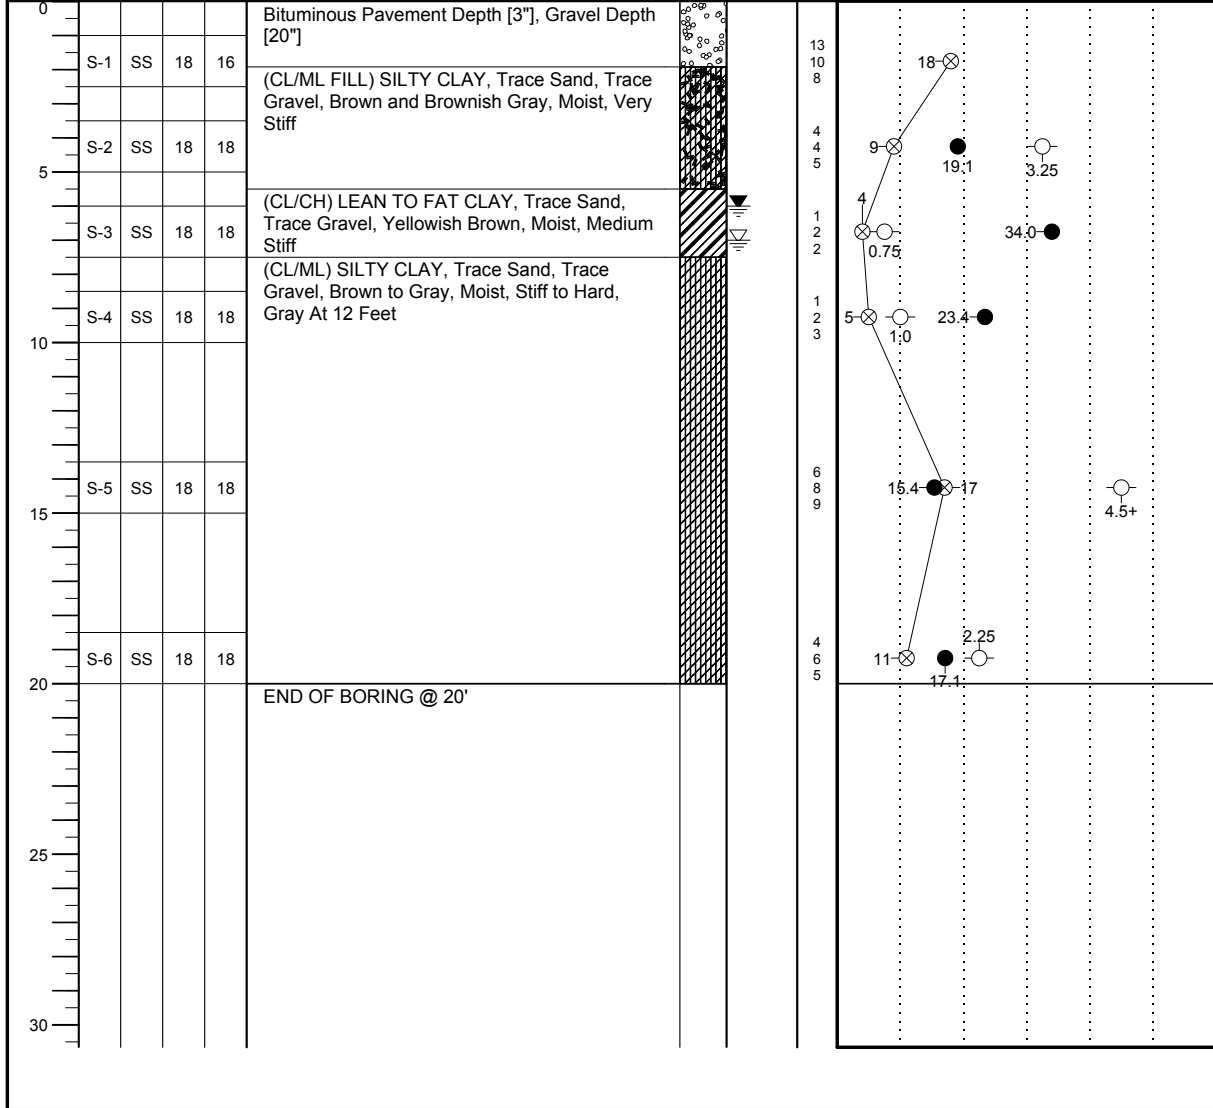 0
Bituminous Pavement Depth [3"], Gravel Depth
[20"]
S-1 SS 18 16
13
10
8
18
(CL/ML FILL) SILTY CLAY, Trace Sand, Trace
Gravel, Brown and Brownish Gray, Moist, Very
Stiff
S-2 SS 18 18
4
4
5
9
19.1
3.25
5
(CL/CH) LEAN TO FAT CLAY, Trace Sand,
Trace Gravel, Yellowish Brown, Moist, Medium
Stiff
S-3 SS 18 18
1
2
2
4
0.75
34.0
(CL/ML) SILTY CLAY, Trace Sand, Trace
Gravel, Brown to Gray, Moist, Stiff to Hard,
Gray At 12 Feet
S-4 SS 18 18
1
2
3
5
1.0
23.4
10
S-5 SS 18 18
6
8
9
15.4
17
4.5+
15
S-6 SS 18 18
4
6
5
11
17.1
2.25
20
END OF BORING @ 20'
25
30